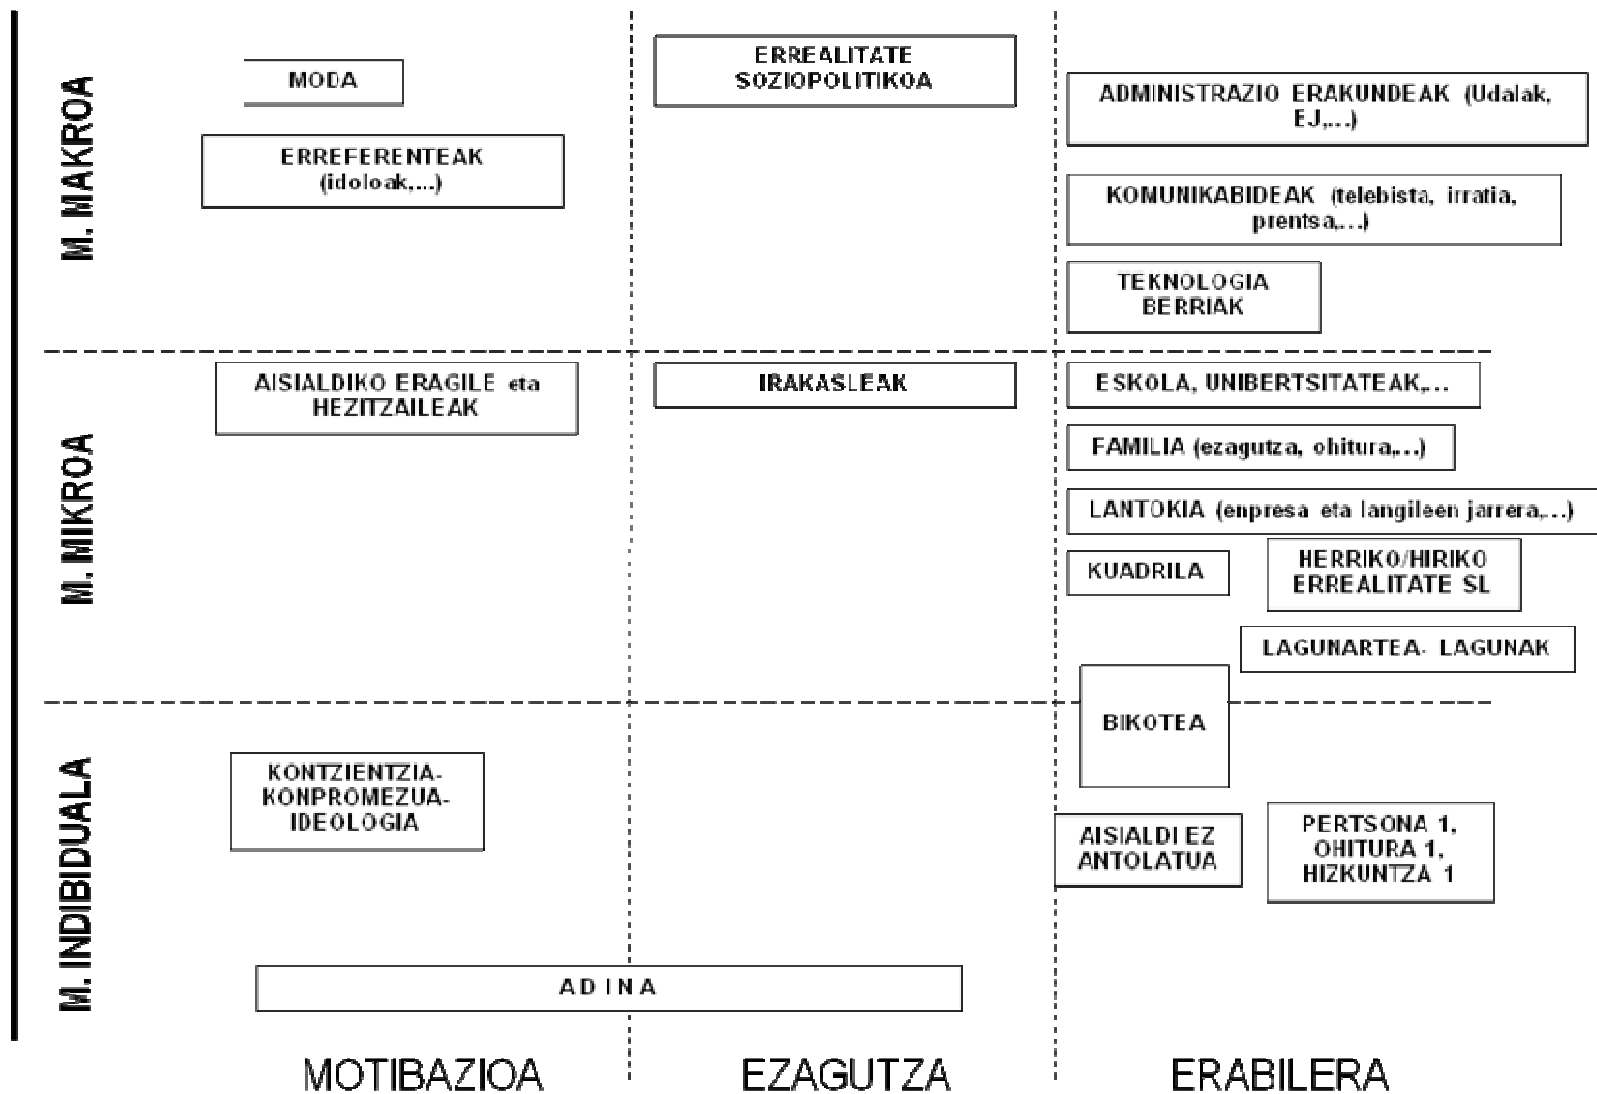 M. MAKROA
MODA
ERREFERENTEAK
(idoloak,...)
ERREALITATE
SOZIOPOLITIKOA
ADMINISTRAZIO ERAKUNDEAK (Udalak,
EJ,...)
KOMUNIKABIDEAK (telebista, irratia,
prentsa,...)
TEKNOLOGIA
BERRIAK
M. MIKROA
AISIALDIKO ERAGILE eta
HEZITZAILEAK
IRAKASLEAK
ESKOLA, UNIBERTSITATEAK,...
FAMILIA (ezagutza, ohitura,...)
LANTOKIA (enpresa eta langileen jarrera,...)
KUADRILA
HERRIKO/HIRIKO
ERREALITATE SL
LAGUNARTEA- LAGUNAK
BIKOTEA
M. INDIBIDUALA
KONTZIENTZIA-
KONPROMEZUA-
IDEOLOGIA
AISIALDI EZ
ANTOLATUA
PERTSONA 1,
OHITURA 1,
HIZKUNTZA 1
ADINA
MOTIBAZIOA
EZAGUTZA
ERABILERA